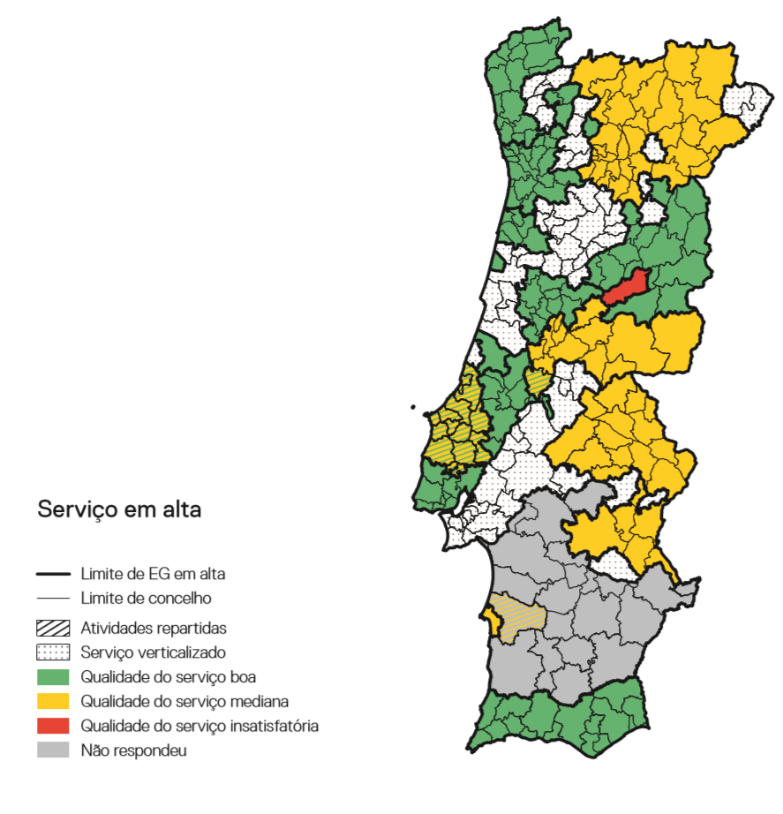 Serviço em alta
Limite de EG em alta
Limite de concelho
Atividades repartidas
Serviço verticalizado
Qualidade do serviço boa
Qualidade do serviço mediana
Qualidade do serviço insatisfatória
Não respondeu